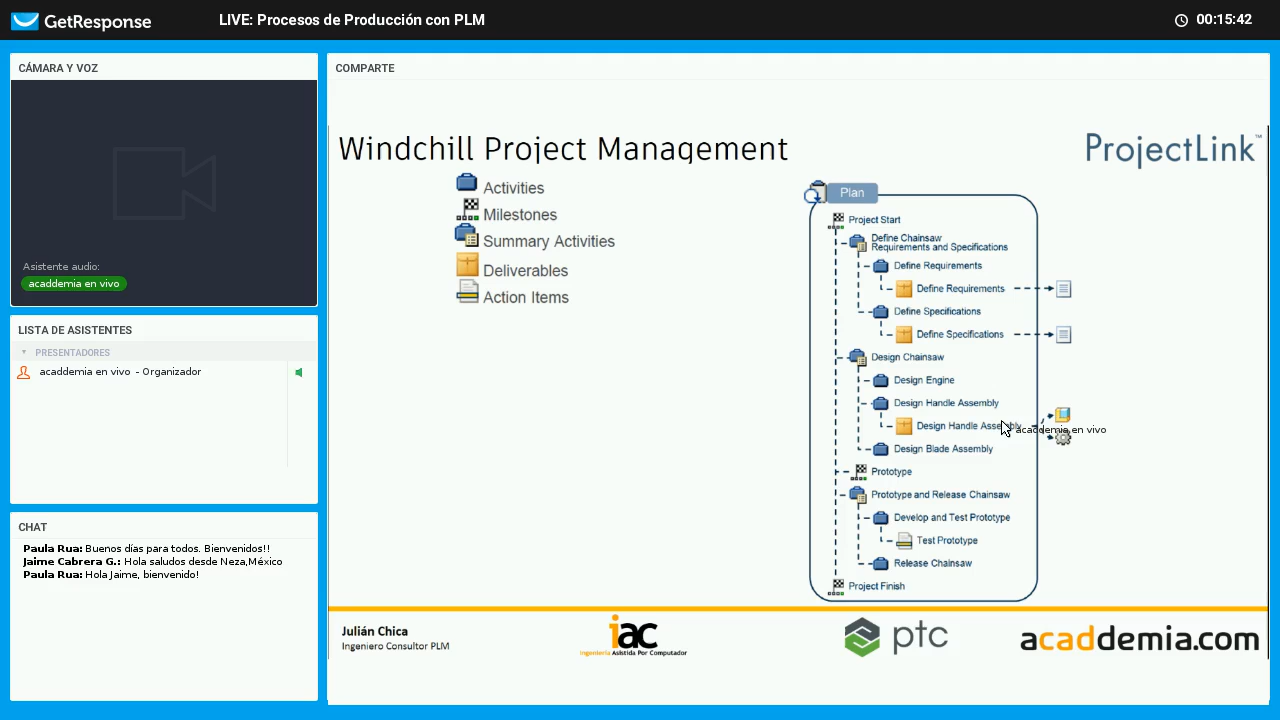 GetResponse
LIVE: Procesos de Producción con PLM
00:15:42
CÁMARA Y VOZ
Asistente audio:
acaddemia en vivo
LISTA DE ASISTENTES
PRESENTADORES
acaddemia en vivo - Organizador
CHAT
Paula Rua: Buenos días para todos. Bienvenidos!!
Jaime Cabrera G.: Hola saludos desde Neza,México
Paula Rua: Hola Jaime, bienvenido!
COMPARTE
Windchill Project Management
ProjectLink™
Activities
Milestones
Summary Activities
Deliverables
Action Items
Plan
Project Start
Define Chainsaw
Requirements and Specifications
Define Requirements
Define Requirements
Define Specifications
Define Specifications
Design Chainsaw
Design Engine
Design Handle Assembly
Design Handle Assembly
acaddemia en vivo
Design Blade Assembly
Prototype
Prototype and Release Chainsaw
Develop and Test Prototype
Test Prototype
Release Chainsaw
Project Finish
Julián Chica
Ingeniero Consultor PLM
iac
Ingeniería Asistida Por Computador
ptc
acaddemia.com